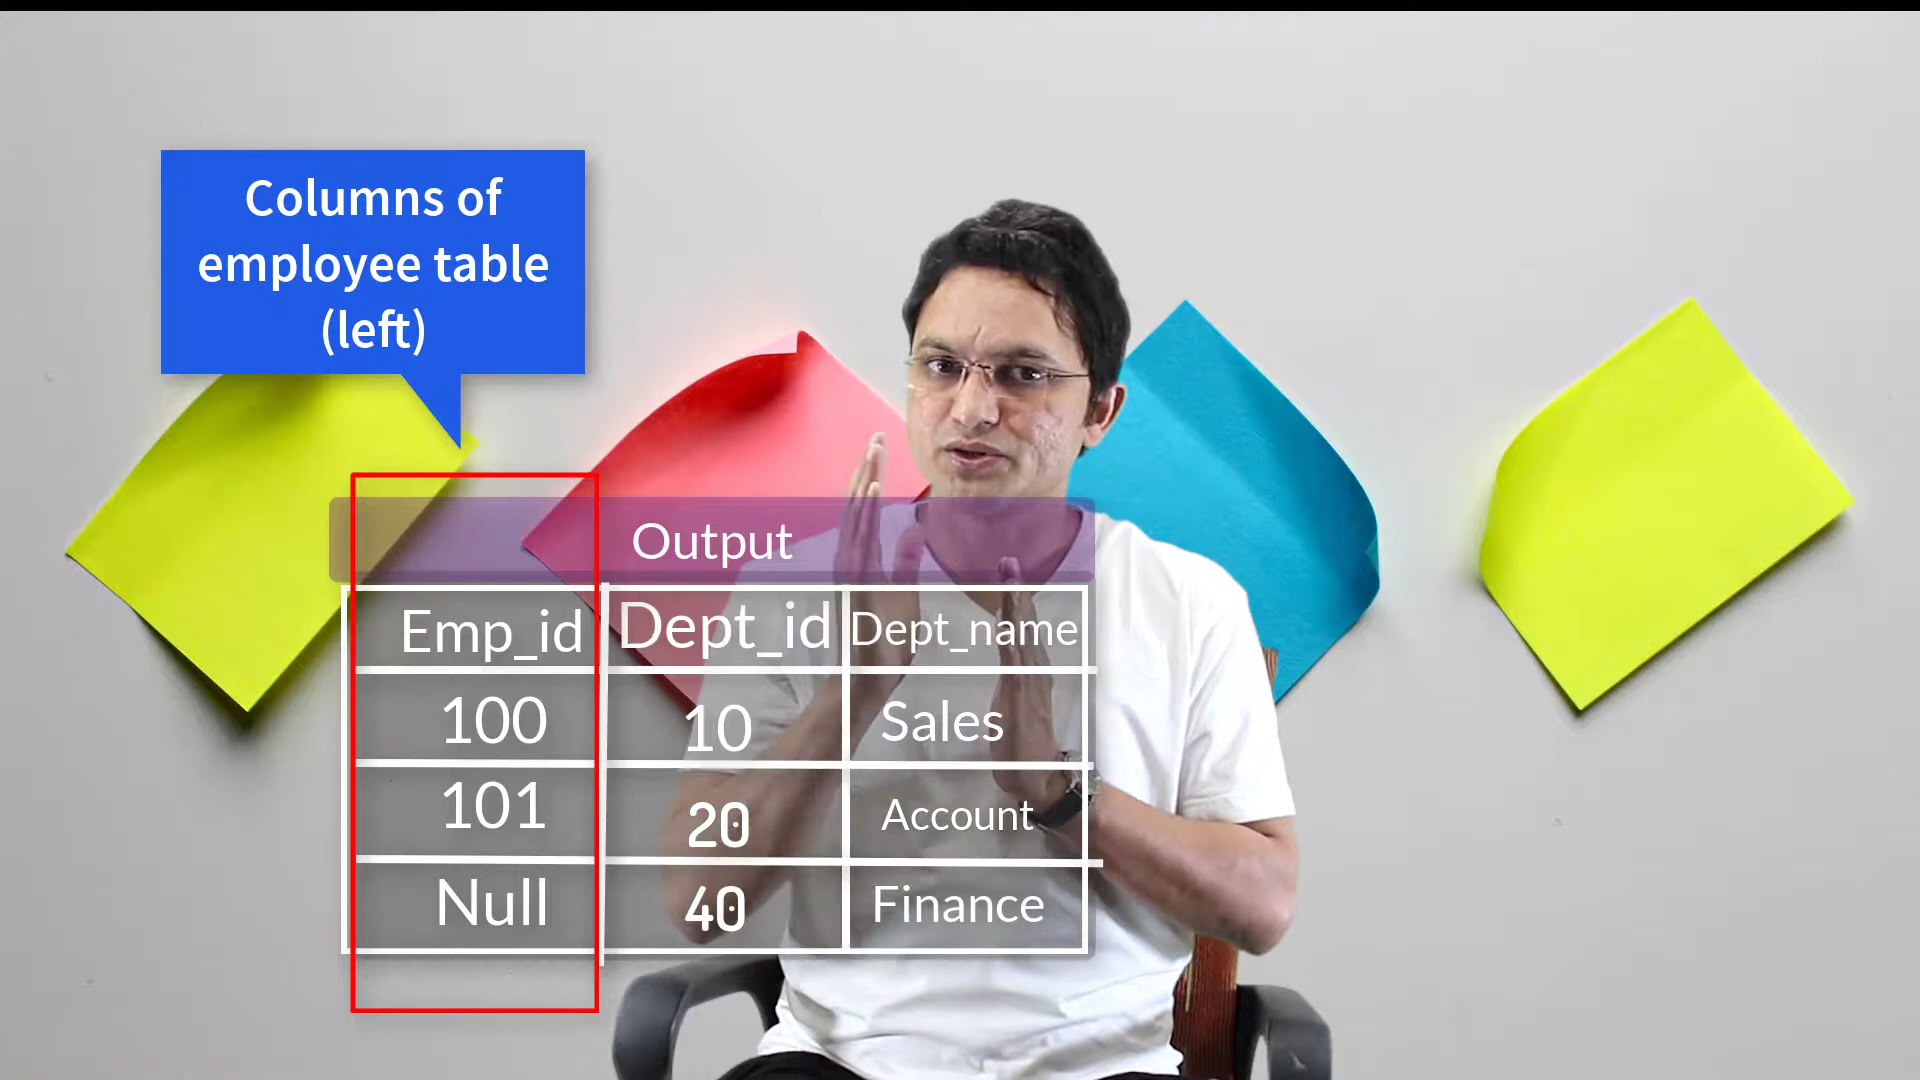 Columns of
employee table
(left)
Output
Emp_id Dept_id Dept_name
100 10 Sales
101 20 Account
Null 40 Finance